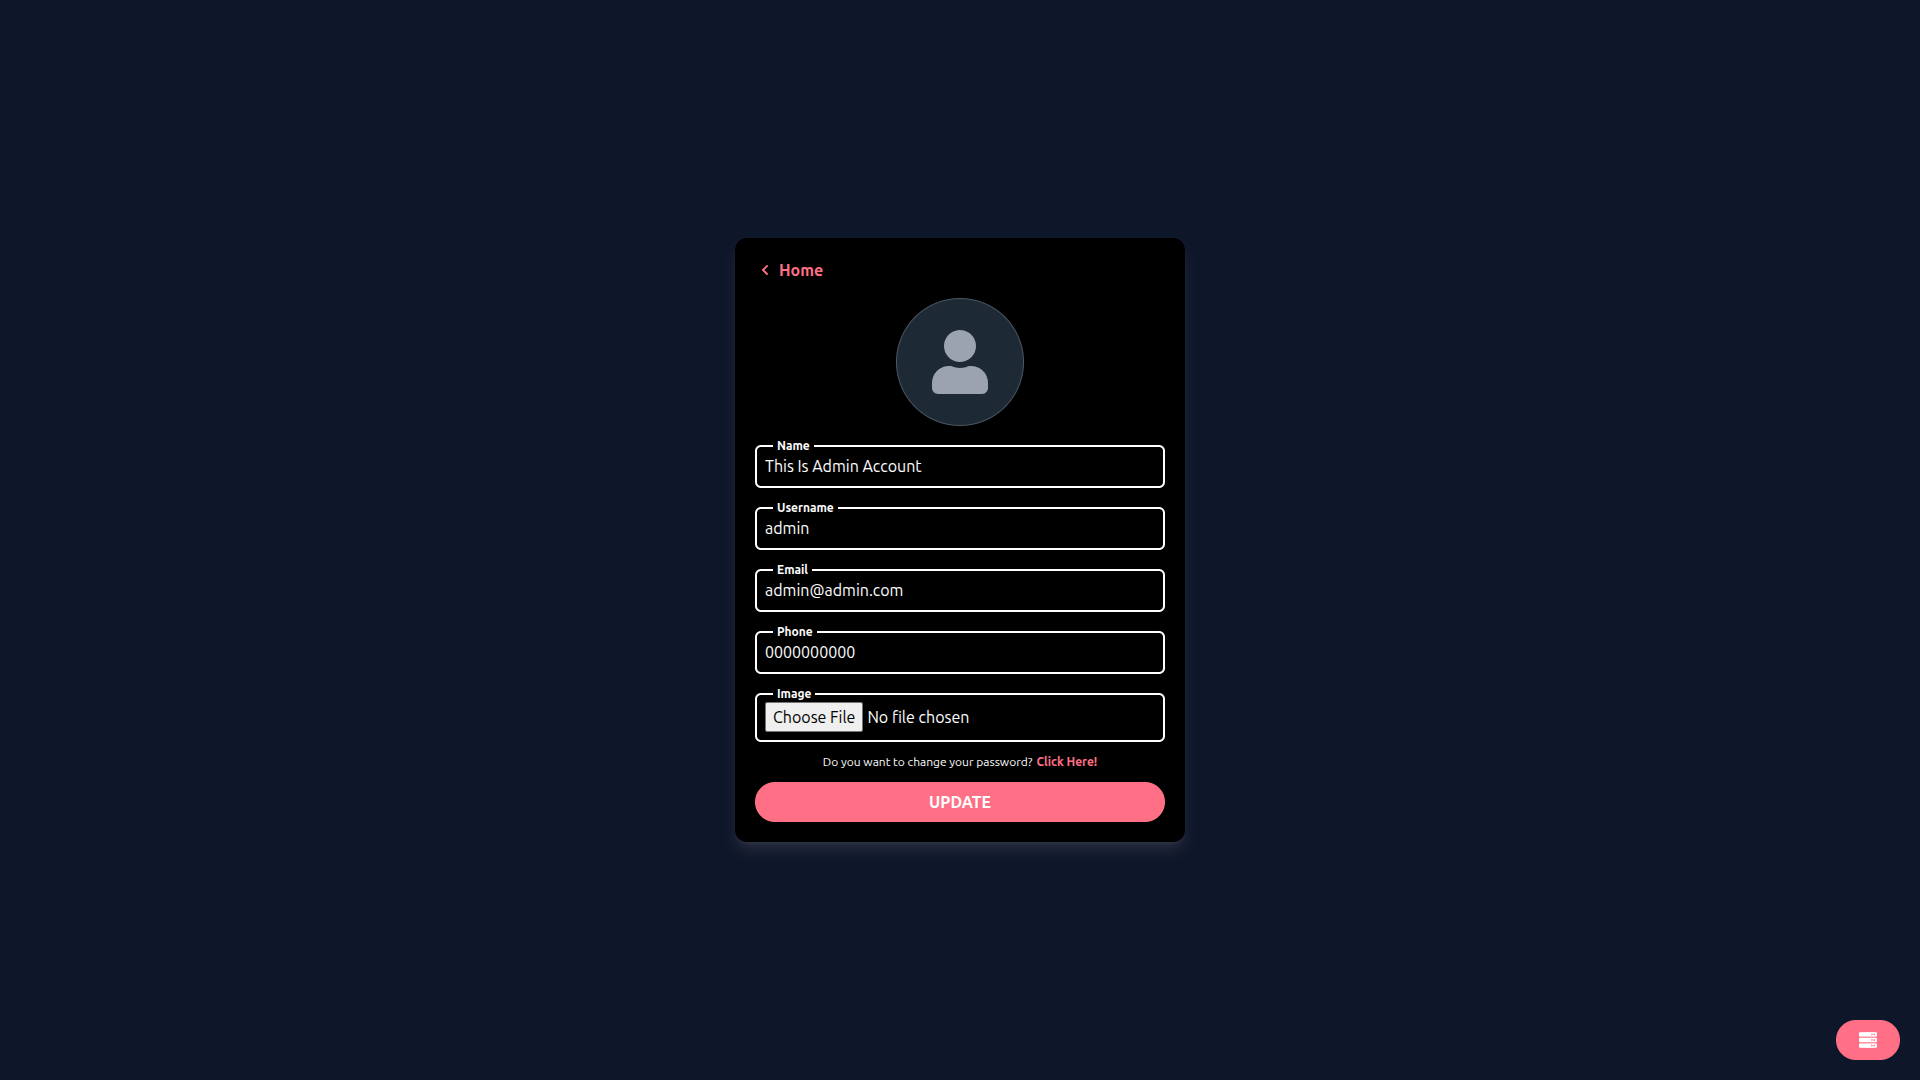 Home
Name
This Is Admin Account
Username
admin
Email
admin@admin.com
Phone
0000000000
Image
Choose File No file chosen
Do you want to change your password? Click Here!
UPDATE